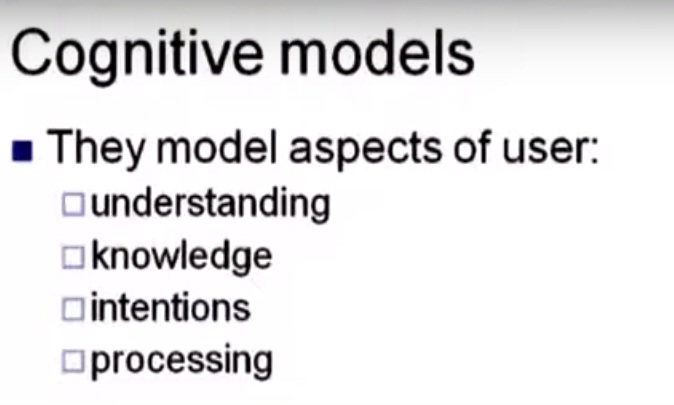 Cognitive models
They model aspects of user:
understanding
knowledge
intentions
processing